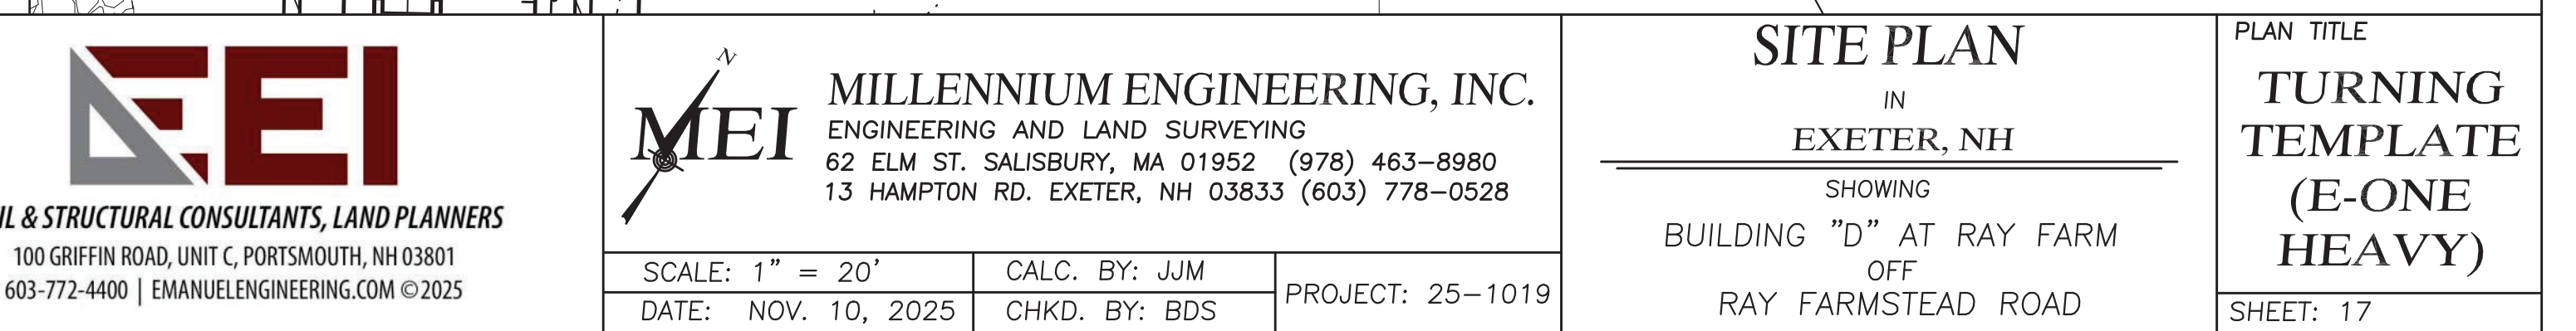 EEI
& STRUCTURAL CONSULTANTS, LAND PLANNERS
100 GRIFFIN ROAD, UNIT C, PORTSMOUTH, NH 03801
603-772-4400 | EMANUELENGINEERING.COM ©2025
N
MEI
MILLENNIUM ENGINEERING, INC.
ENGINEERING AND LAND SURVEYING
62 ELM ST. SALISBURY, MA 01952 (978) 463-8980
13 HAMPTON RD. EXETER, NH 03833 (603) 778-0528
SCALE: 1" = 20'
CALC. BY: JJM
DATE: NOV. 10, 2025
CHKD. BY: BDS
PROJECT: 25-1019
SITE PLAN
IN
EXETER, NH
SHOWING
BUILDING "D" AT RAY FARM
OFF
RAY FARMSTEAD ROAD
PLAN TITLE
TURNING
TEMPLATE
(E-ONE
HEAVY)
SHEET: 17